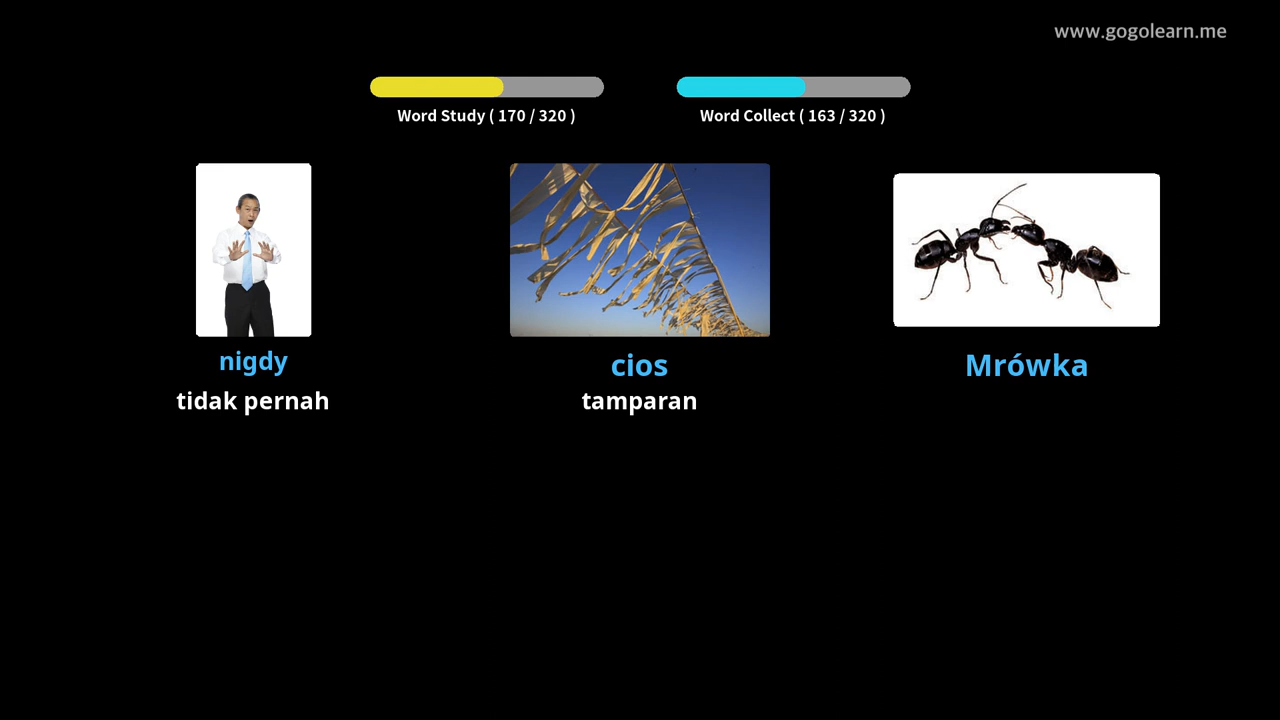 www.gogolearn.me
Word Study ( 170 / 320 )
Word Collect ( 163 / 320 )
nigdy
cios
Mrówka
tidak pernah
tamparan